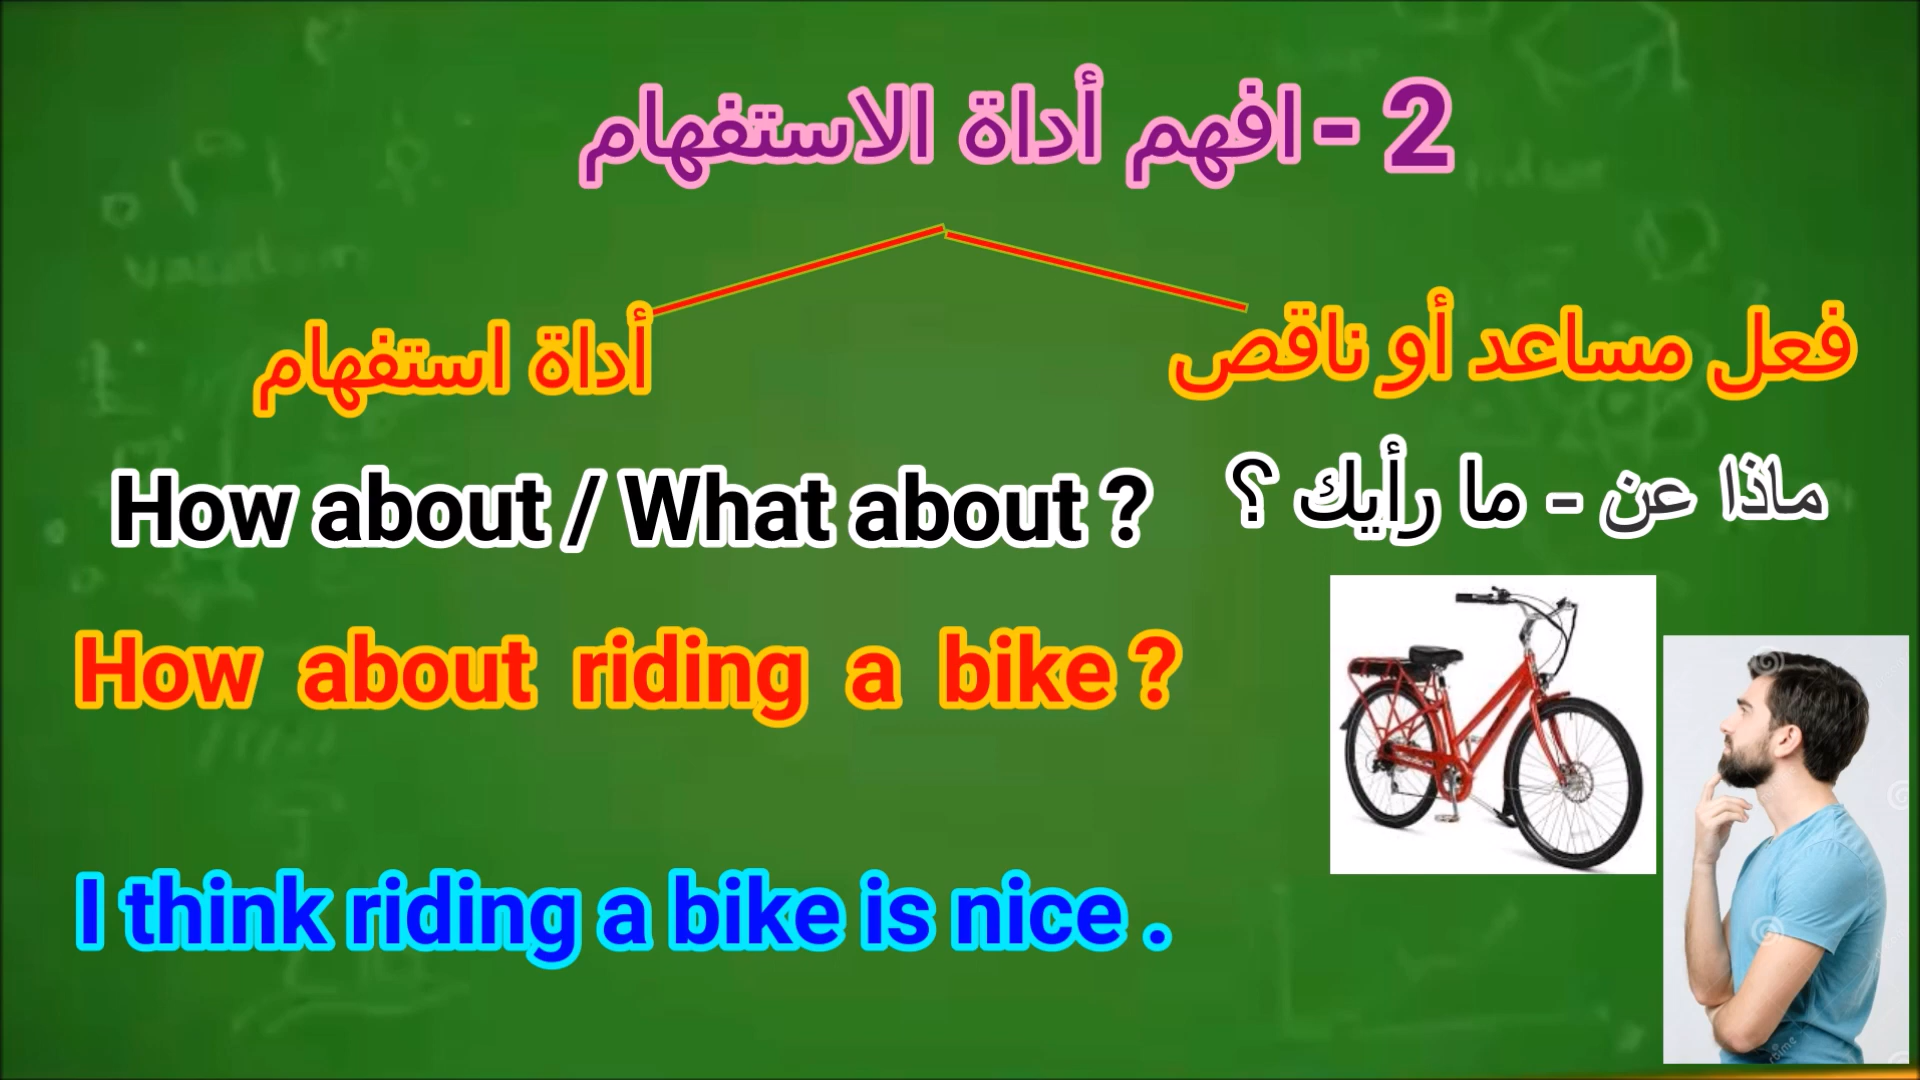 2 - افهم أداة الاستفهام
فعل مساعد أو ناقص
أداة استفهام
How about / What about ?
ماذا عن - ما رأيك ؟
How about riding a bike ?
I think riding a bike is nice .